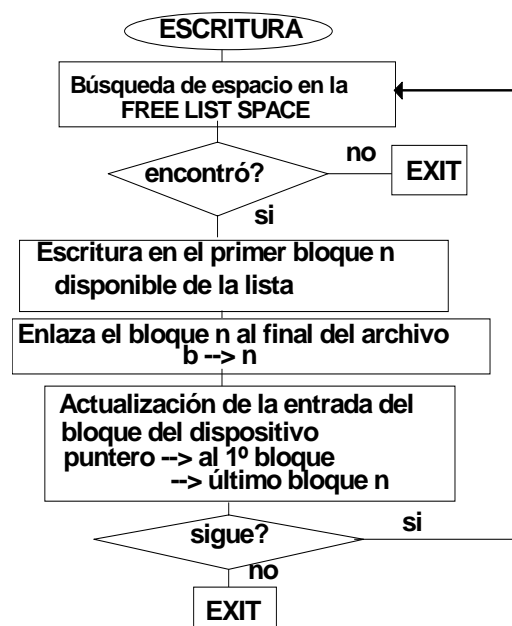 ESCRITURA
Búsqueda de espacio en la
FREE LIST SPACE
encontró?
no
EXIT
si
Escritura en el primer bloque n
disponible de la lista
Enlaza el bloque n al final del archivo
b --> n
Actualización de la entrada del
bloque del dispositivo
puntero --> al 1º bloque
--> último bloque n
sigue?
si
no
EXIT